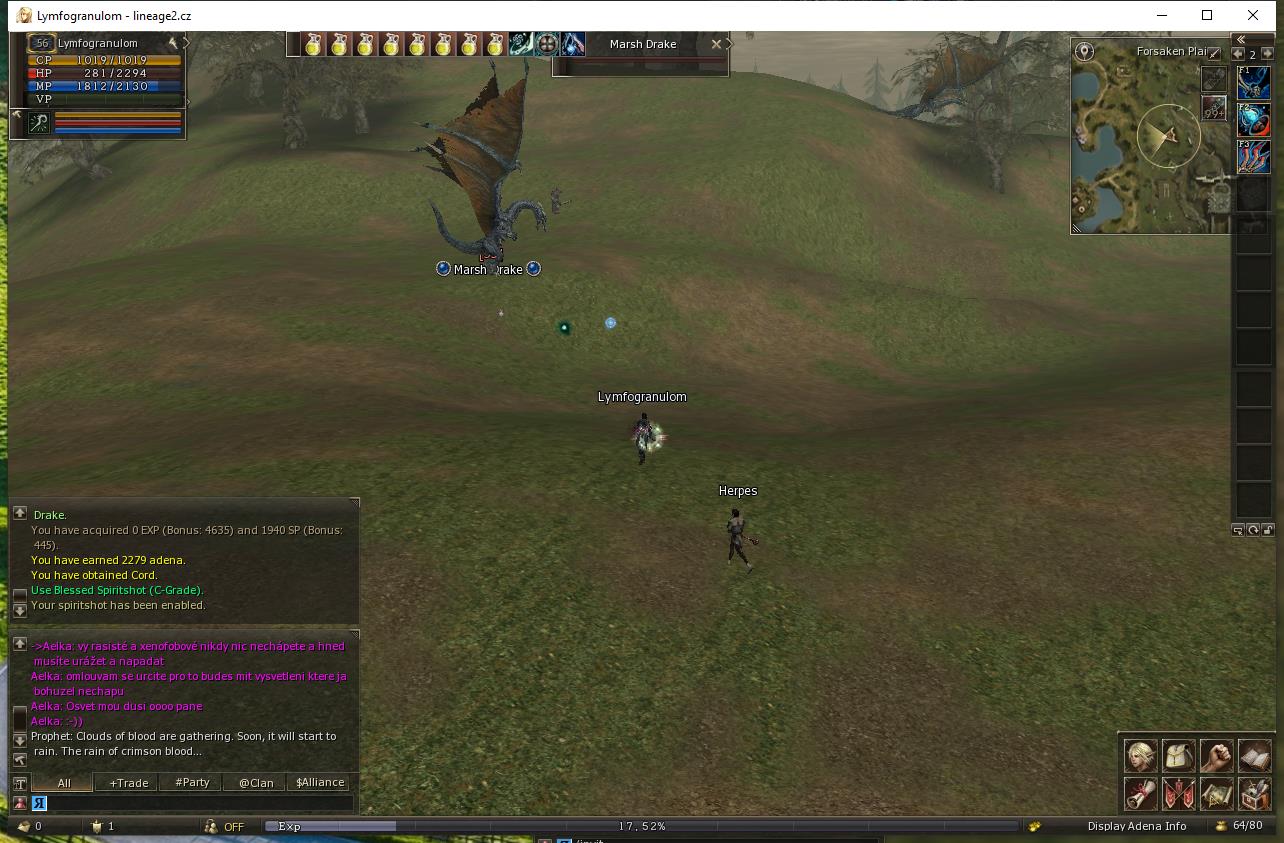 Lymfogranulom - lineage2.cz
56 Lymfogranulom
CP 1019/1019
HP 281/2294
MP 1812/2130
VP
Marsh Drake
Forsaken Plai
2
F1
99+
F2
F3
Marsh Drake
Lymfogranulom
Herpes
Drake.
You have acquired 0 EXP (Bonus: 4635) and 1940 SP (Bonus:
445).
You have earned 2279 adena.
You have obtained Cord.
Use Blessed Spiritshot (C-Grade).
Your spiritshot has been enabled.
->Aelka: vy rasisté a xenofobové nikdy nic nechápete a hned
musíte urážet a napadat
Aelka: omlouvam se urcite pro to budes mit vysvetleni ktere ja
bohuzel nechapu
Aelka: Osvet mou dusi oooo pane
Aelka: :-))
Prophet: Clouds of blood are gathering. Soon, it will start to
rain. The rain of crimson blood...
All +Trade #Party @Clan $Alliance
Я
0 1 OFF Exp 17,52% Display Adena Info 64/80